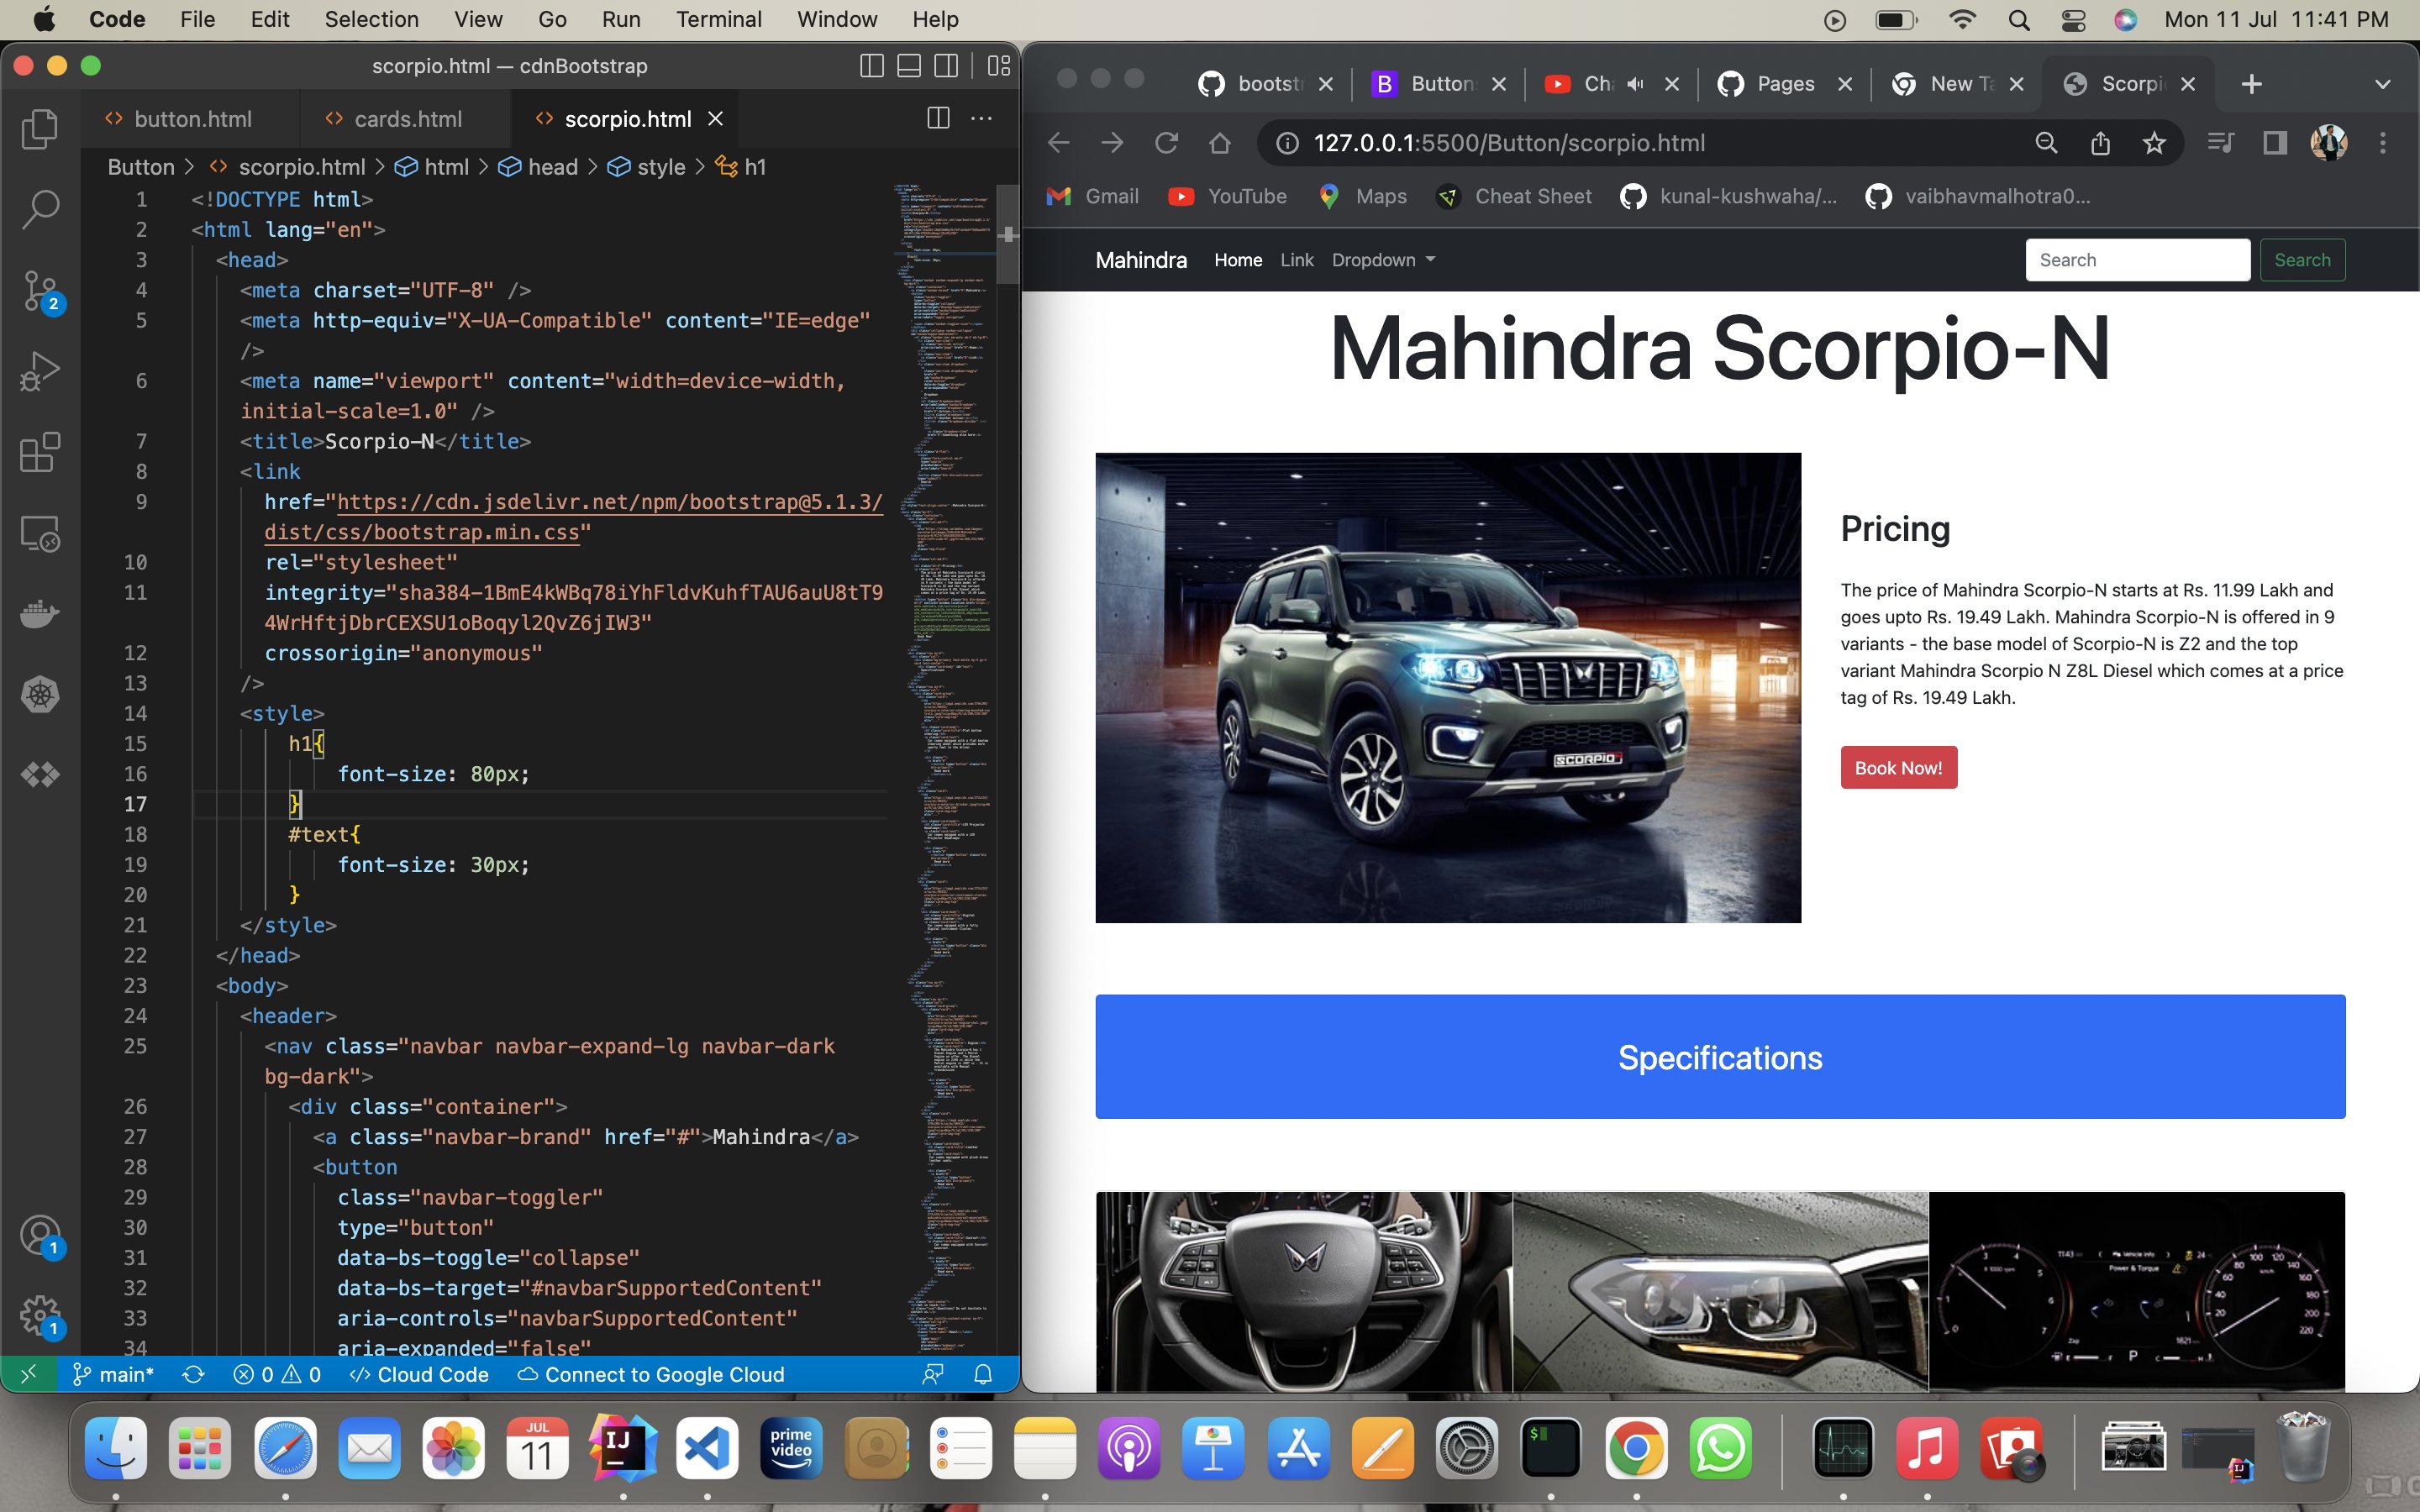 Code File Edit Selection View Go Run Terminal Window Help
Mon 11 Jul 11:41 PM
scorpio.html — cdnBootstrap
button.html
cards.html
scorpio.html
Button > scorpio.html > html > head > style > h1
1 <!DOCTYPE html>
2 <html lang="en">
3 <head>
4 <meta charset="UTF-8" />
5 <meta http-equiv="X-UA-Compatible" content="IE=edge"
/>
6 <meta name="viewport" content="width=device-width,
initial-scale=1.0" />
7 <title>Scorpio-N</title>
8 <link
9 href="https://cdn.jsdelivr.net/npm/bootstrap@5.1.3/
dist/css/bootstrap.min.css"
10 rel="stylesheet"
11 integrity="sha384-1BmE4kWBq78iYhFldvKuhfTAU6auU8tT9
4WrHftjDbrCEXSU1oBoqyl2QvZ6jIW3"
12 crossorigin="anonymous"
13 />
14 <style>
15 h1{
16 font-size: 80px;
17 }
18 #text{
19 font-size: 30px;
20 }
21 </style>
22 </head>
23 <body>
24 <header>
25 <nav class="navbar navbar-expand-lg navbar-dark
bg-dark">
26 <div class="container">
27 <a class="navbar-brand" href="#">Mahindra</a>
28 <button
29 class="navbar-toggler"
30 type="button"
31 data-bs-toggle="collapse"
32 data-bs-target="#navbarSupportedContent"
33 aria-controls="navbarSupportedContent"
34 aria-expanded="false"
2
1
1
main* 0 0 Cloud Code Connect to Google Cloud
bootst
B Button
Ch
Pages
New Ta
Scorpi
127.0.0.1:5500/Button/scorpio.html
Gmail YouTube Maps Cheat Sheet kunal-kushwaha/... vaibhavmalhotra0...
Mahindra Home Link Dropdown Search Search
Mahindra Scorpio-N
SCORPIO
Pricing
The price of Mahindra Scorpio-N starts at Rs. 11.99 Lakh and
goes upto Rs. 19.49 Lakh. Mahindra Scorpio-N is offered in 9
variants - the base model of Scorpio-N is Z2 and the top
variant Mahindra Scorpio N Z8L Diesel which comes at a price
tag of Rs. 19.49 Lakh.
Book Now!
Specifications
Power & Torque
P
JUL
11
IJ
prime
video
$